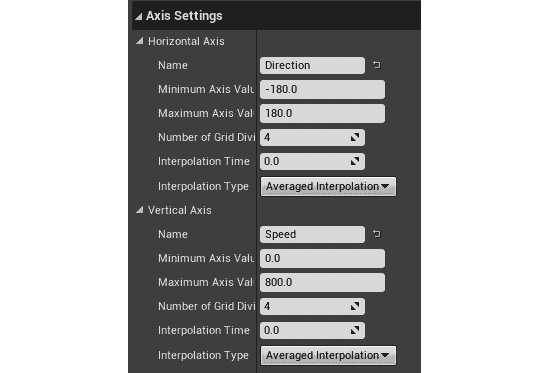 Axis Settings
Horizontal Axis
Name Direction
Minimum Axis Valu -180.0
Maximum Axis Val 180.0
Number of Grid Divi 4
Interpolation Time 0.0
Interpolation Type Averaged Interpolation
Vertical Axis
Name Speed
Minimum Axis Valu 0.0
Maximum Axis Val 800.0
Number of Grid Divi 4
Interpolation Time 0.0
Interpolation Type Averaged Interpolation